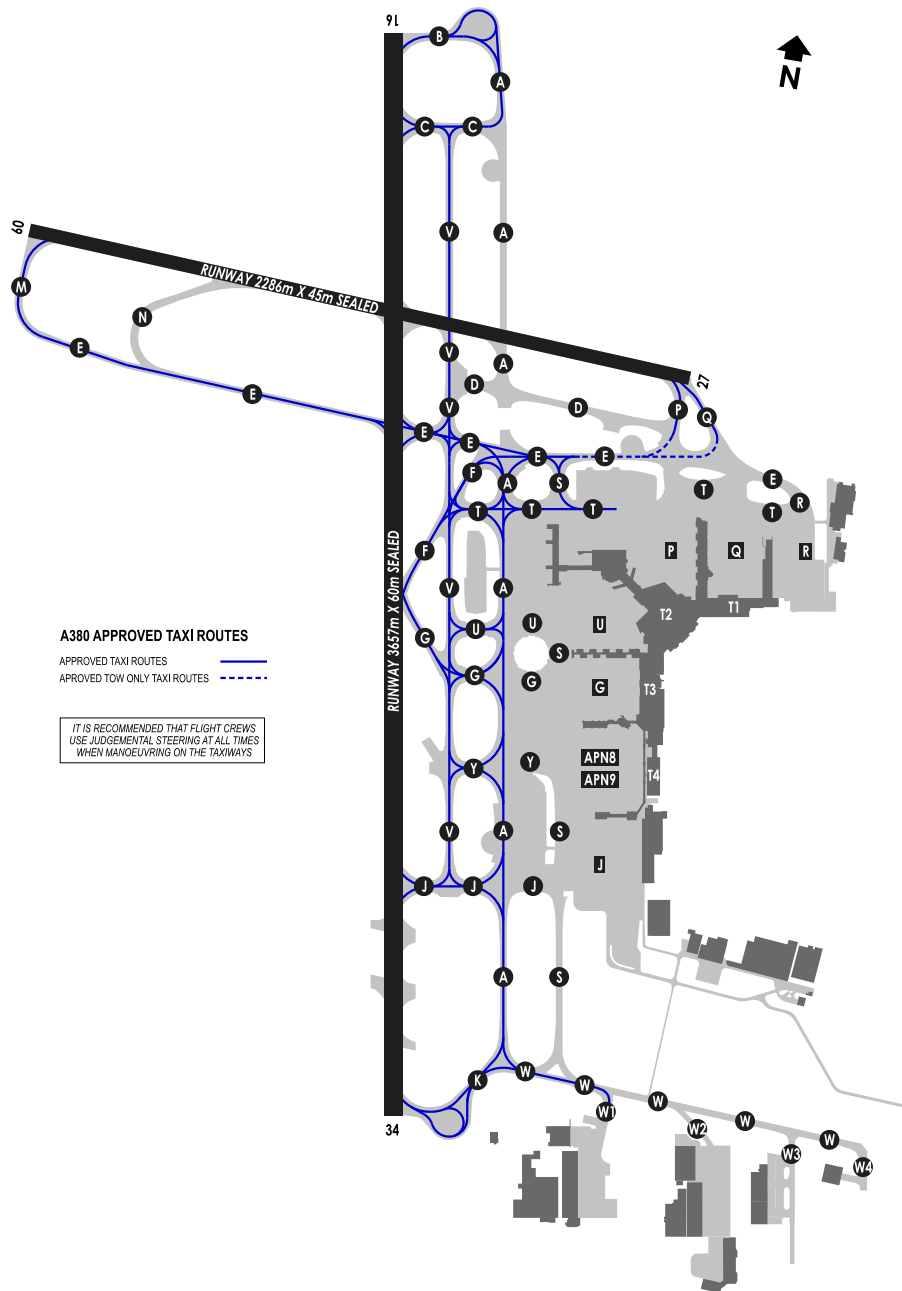 16
B
A
N
C
C
V
A
09
RUNWAY 2286m X 45m SEALED
M
N
E
V
A
27
D
E
V
D
P
Q
E
E
E
E
F
A
S
T
E
R
T
T
T
T
F
P
Q
R
RUNWAY 3657m X 60m SEALED
V
A
T2
T1
U
U
U
G
S
A380 APPROVED TAXİ ROUTES
APPROVED TAXI ROUTES
APROVED TOW ONLY TAXI ROUTES
G
G
G
T3
IT IS RECOMMENDED THAT FLIGHT CREWS
USE JUDGEMENTAL STEERING AT ALL TIMES
WHEN MANOEUVRING ON THE TAXIWAYS
Y
Y
APN8
APN9
T4
V
A
S
J
J
J
J
A
S
K
W
W
W
W1
W
W2
W
W3
W4
34